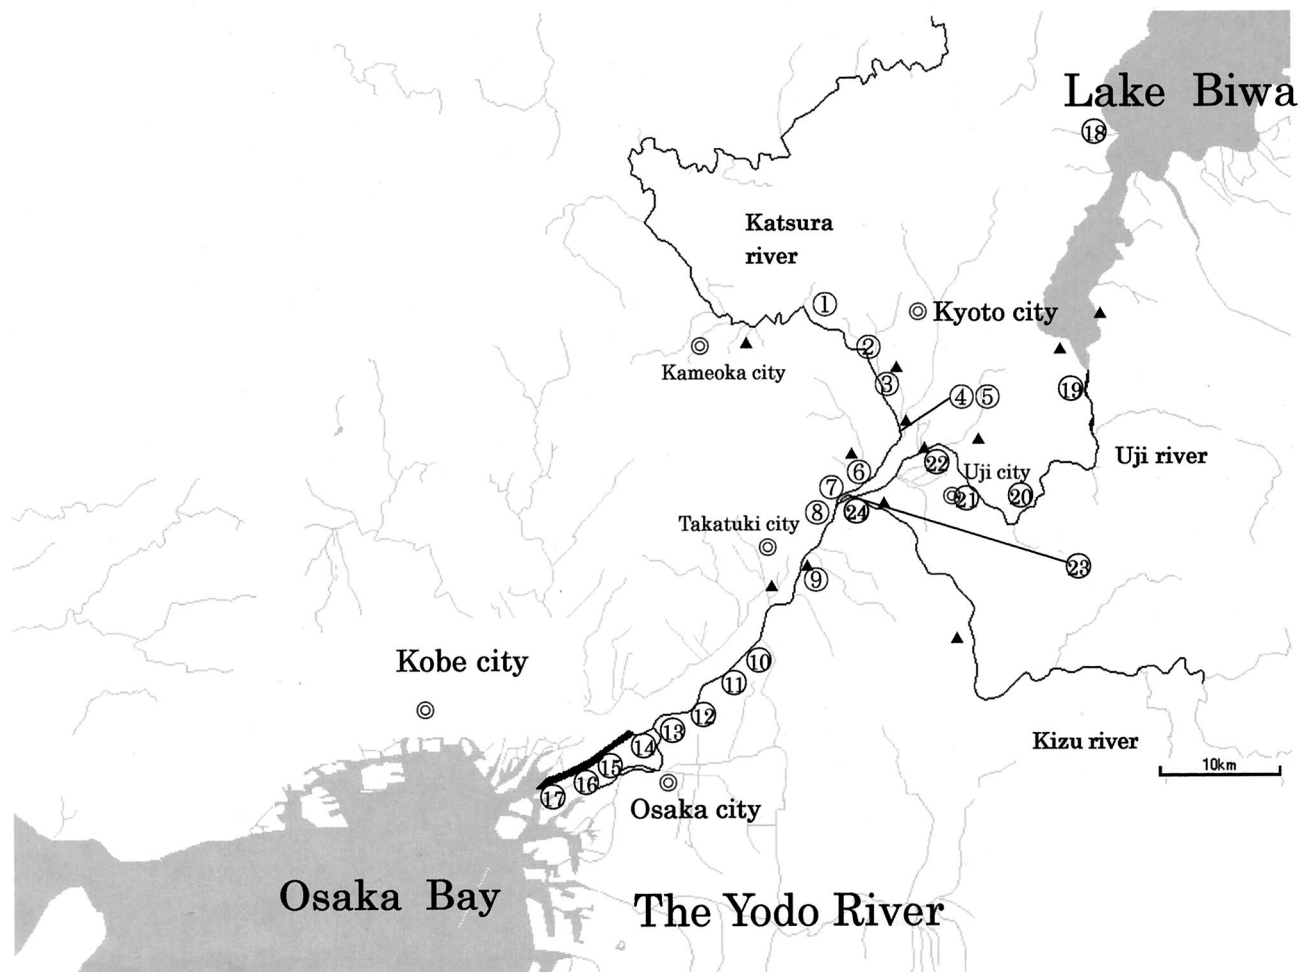 Lake Biwa
⑱
Katsura
river
①
Kyoto city
②
Kameoka city
③
④ ⑤
⑲
Uji river
㉒
⑥
Uji city
⑦
㉑
⑳
⑧
㉔
Takatuki city
㉓
⑨
Kobe city
⑩
⑪
⑫
⑬
⑭
Kizu river
10km
⑮
⑯
⑰
Osaka city
Osaka Bay
The Yodo River